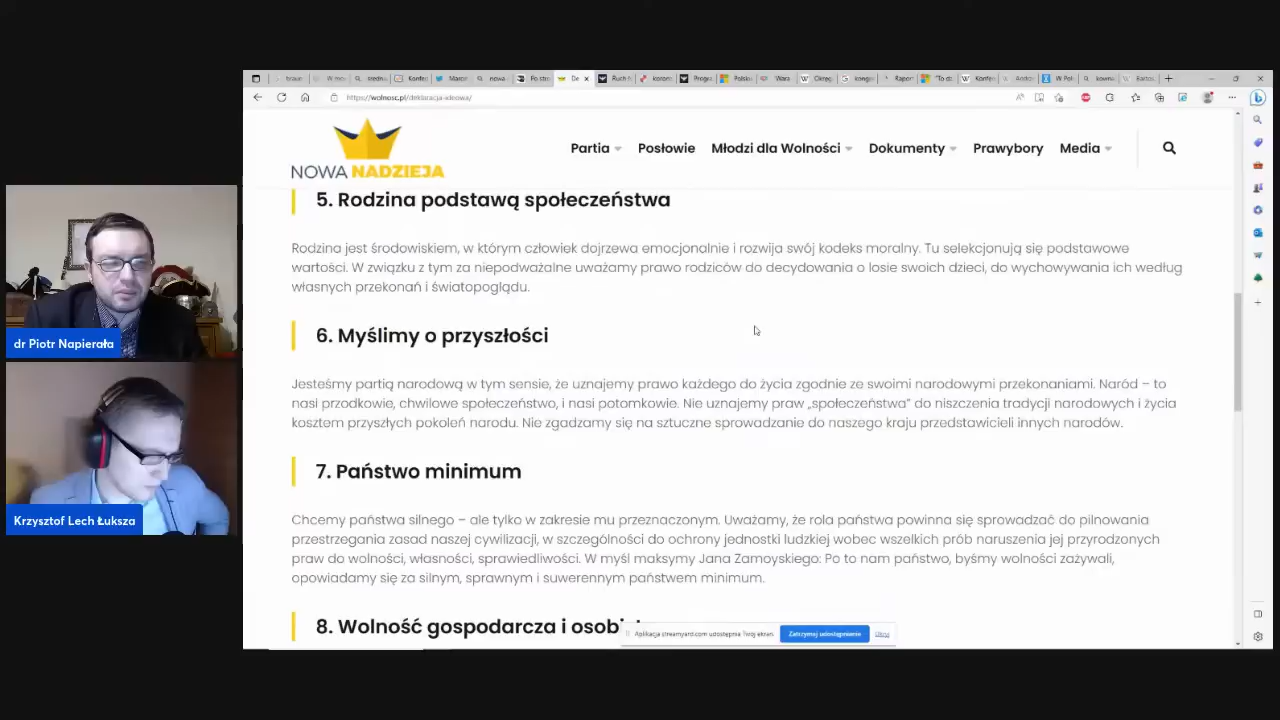 https://wolnosc.pl/deklaracja-ideowa/
NOWA NADZIEJA
Partia
Posłowie
Młodzi dla Wolności
Dokumenty
Prawybory
Media
5. Rodzina podstawą społeczeństwa
Rodzina jest środowiskiem, w którym człowiek dojrzewa emocjonalnie i rozwija swój kodeks moralny. Tu selekcjonują się podstawowe
wartości. W związku z tym za niepodważalne uważamy prawo rodziców do decydowania o losie swoich dzieci, do wychowywania ich według
własnych przekonań i światopoglądu.
6. Myślimy o przyszłości
Jesteśmy partią narodową w tym sensie, że uznajemy prawo każdego do życia zgodnie ze swoimi narodowymi przekonaniami. Naród – to
nasi przodkowie, chwilowe społeczeństwo, i nasi potomkowie. Nie uznajemy praw „społeczeństwa” do niszczenia tradycji narodowych i życia
kosztem przyszłych pokoleń narodu. Nie zgadzamy się na sztuczne sprowadzanie do naszego kraju przedstawicieli innych narodów.
7. Państwo minimum
Chcemy państwa silnego – ale tylko w zakresie mu przeznaczonym. Uważamy, że rola państwa powinna się sprowadzać do pilnowania
przestrzegania zasad naszej cywilizacji, w szczególności do ochrony jednostki ludzkiej wobec wszelkich prób naruszenia jej przyrodzonych
praw do wolności, własności, sprawiedliwości. W myśl maksymy Jana Zamoyskiego: Po to nam państwo, byśmy wolności zażywali,
opowiadamy się za silnym, sprawnym i suwerennym państwem minimum.
8. Wolność gospodarcza i
Aplikacja streamyard.com udostępnia Twój ekran.
Zatrzymaj udostępnianie
Ukryj
dr Piotr Napierała
Krzysztof Lech Łuksza